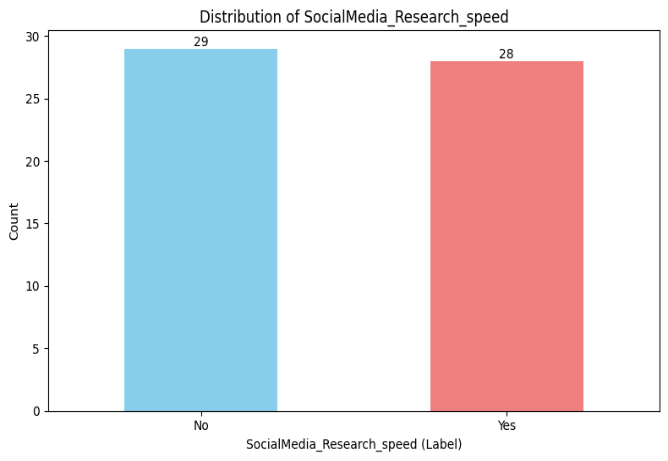 Distribution of SocialMedia_Research_speed
30
25
20
15
10
5
0
Count
29
28
No
Yes
SocialMedia_Research_speed (Label)